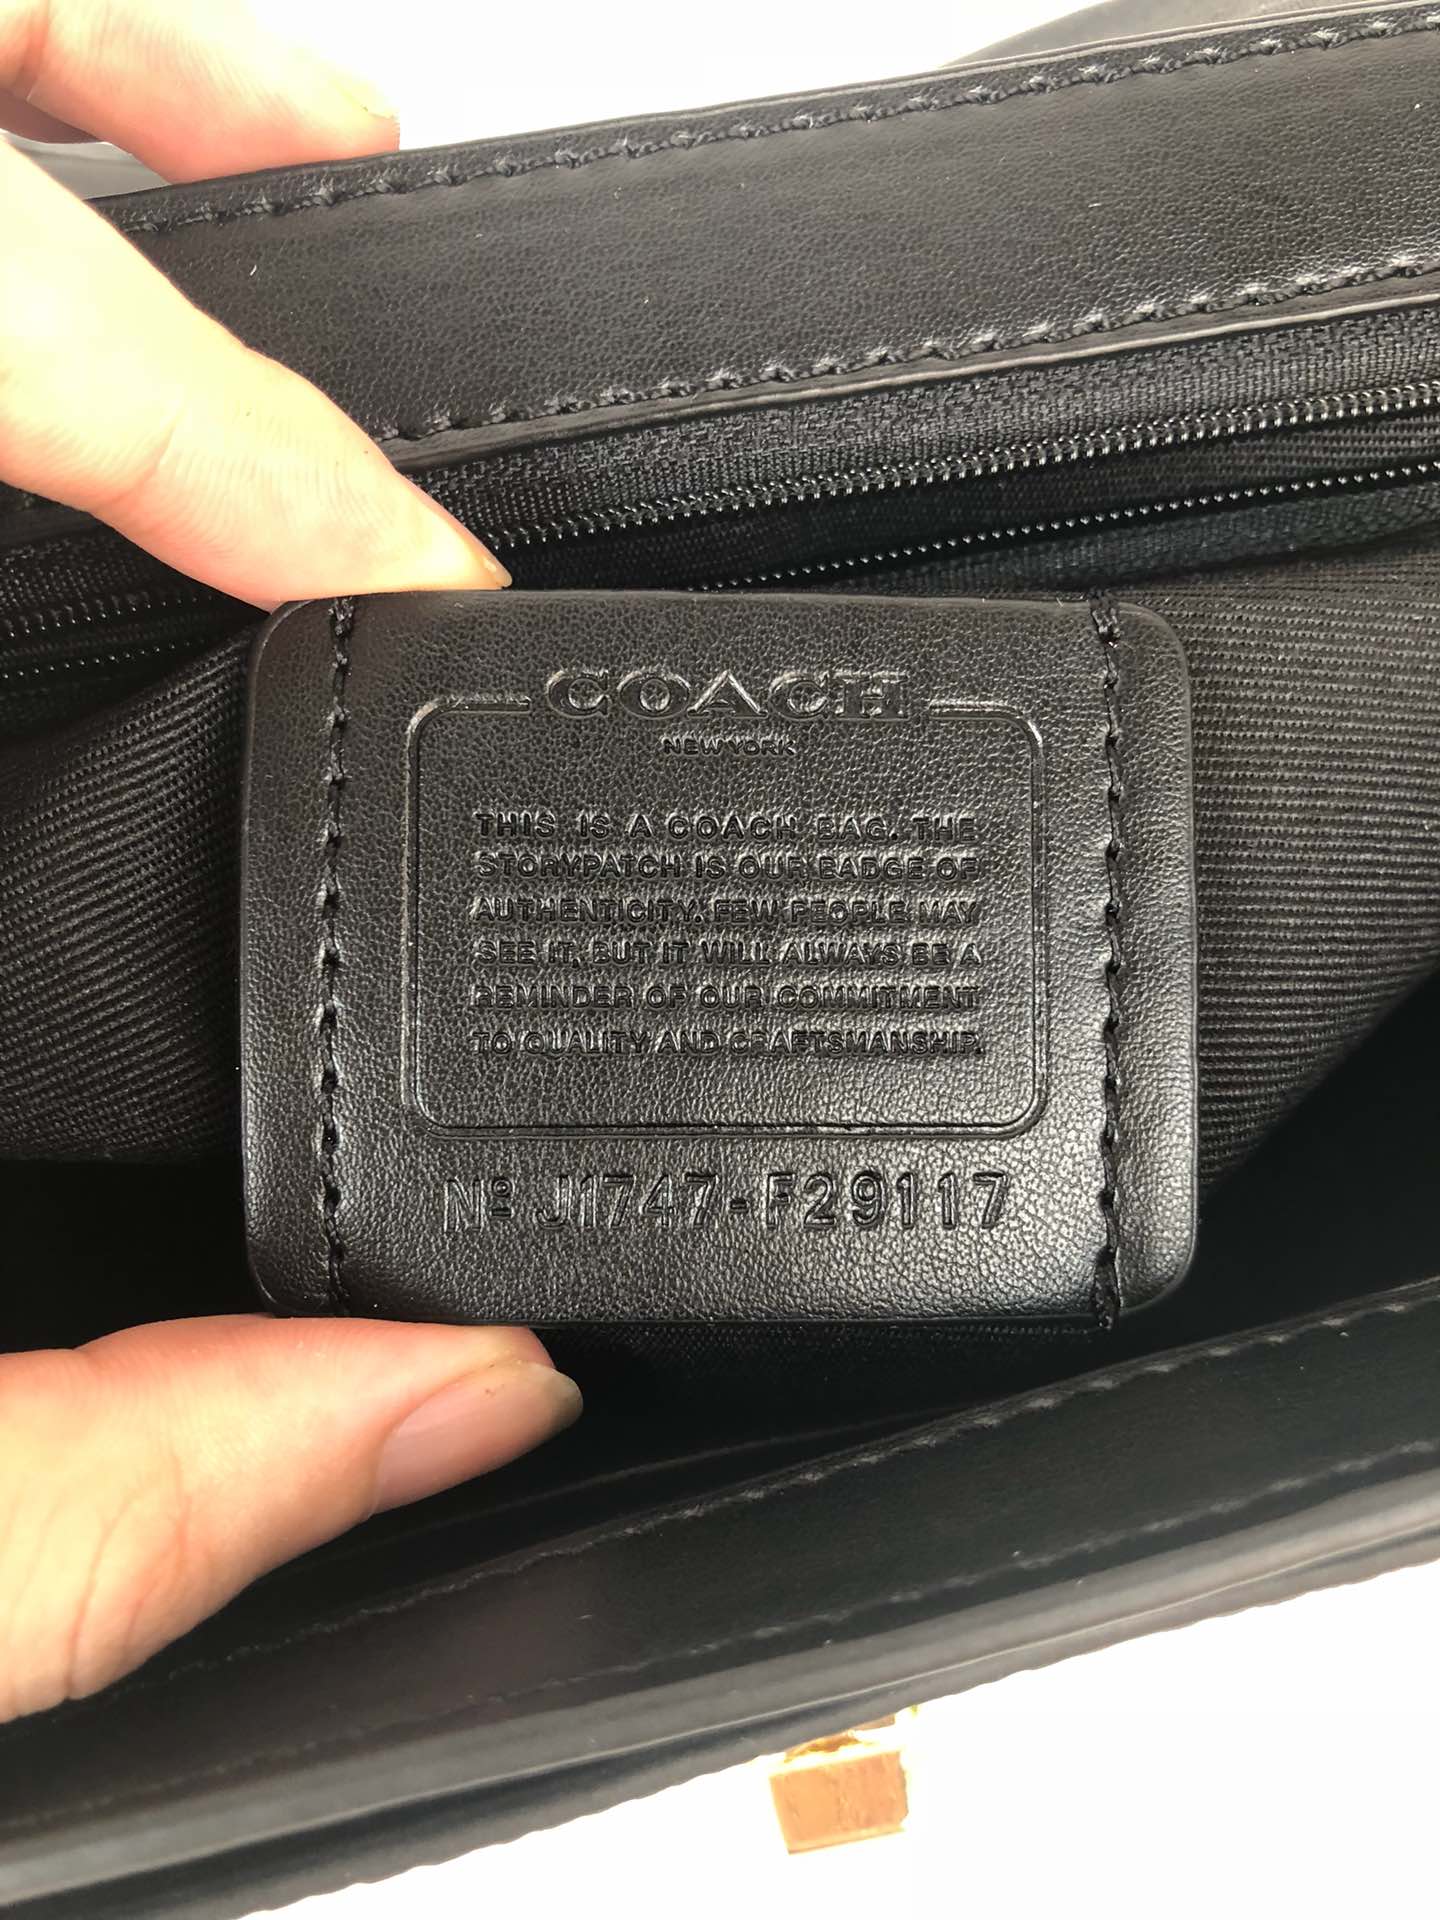 COACH
NEW YORK
THIS IS A COACH BAG. THE
STORYPATCH IS OUR BADGE OF
AUTHENTICITY. FEW PEOPLE MAY
SEE IT, BUT IT WILL ALWAYS BE A
REMINDER OF OUR COMMITMENT
TO QUALITY AND CRAFTSMANSHIP.
Nº J1747-F29117